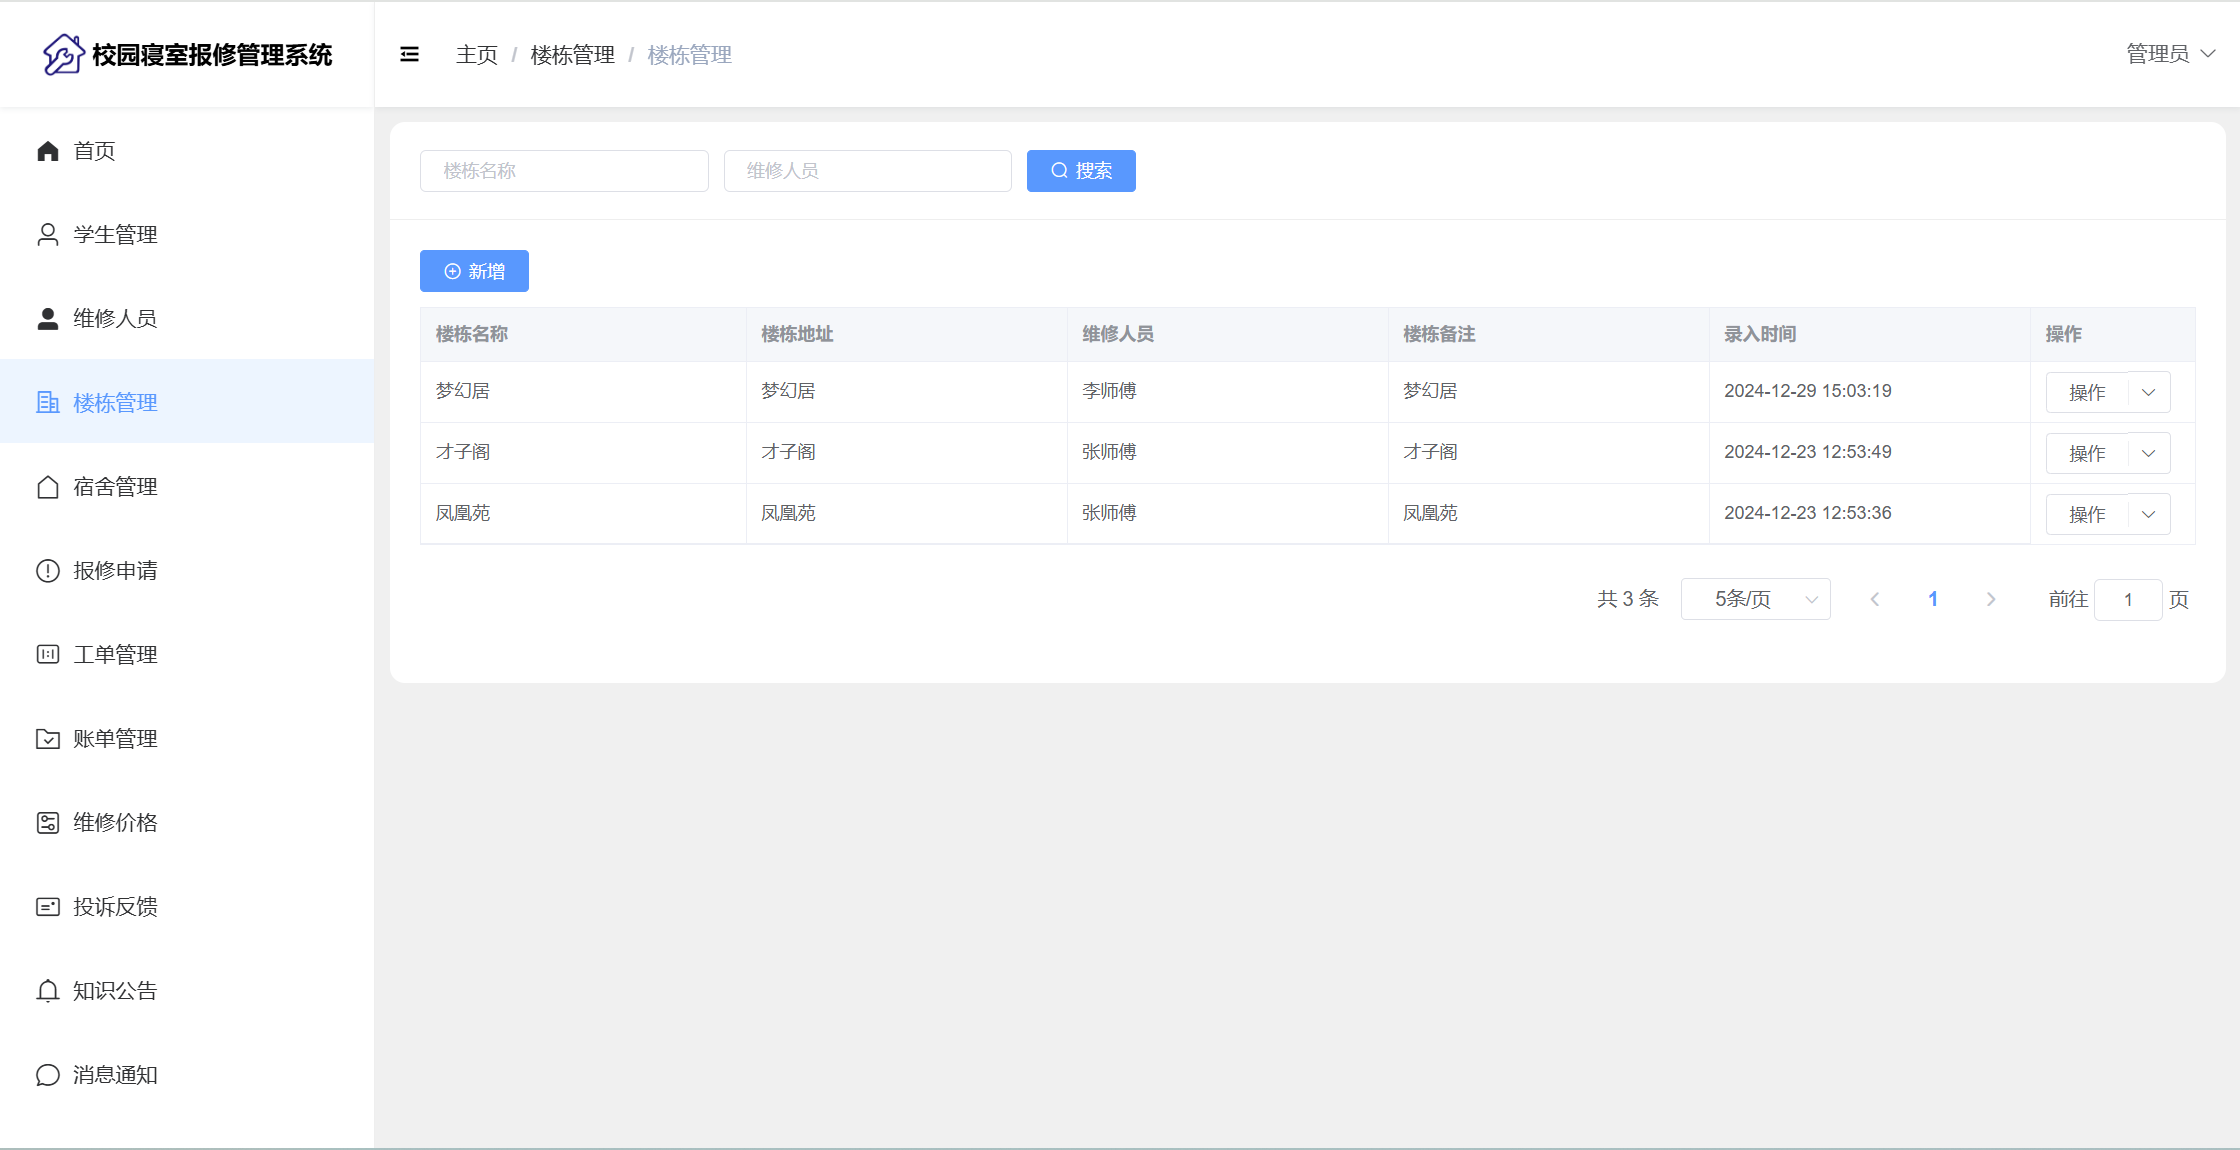 校园寝室报修管理系统
主页 / 楼栋管理 / 楼栋管理
管理员
首页
学生管理
维修人员
楼栋管理
宿舍管理
报修申请
工单管理
账单管理
维修价格
投诉反馈
知识公告
消息通知
楼栋名称 维修人员 搜索
新增
楼栋名称 楼栋地址 维修人员 楼栋备注 录入时间 操作
梦幻居 梦幻居 李师傅 梦幻居 2024-12-29 15:03:19 操作
才子阁 才子阁 张师傅 才子阁 2024-12-23 12:53:49 操作
凤凰苑 凤凰苑 张师傅 凤凰苑 2024-12-23 12:53:36 操作
共 3 条 5条/页 1 前往 1 页